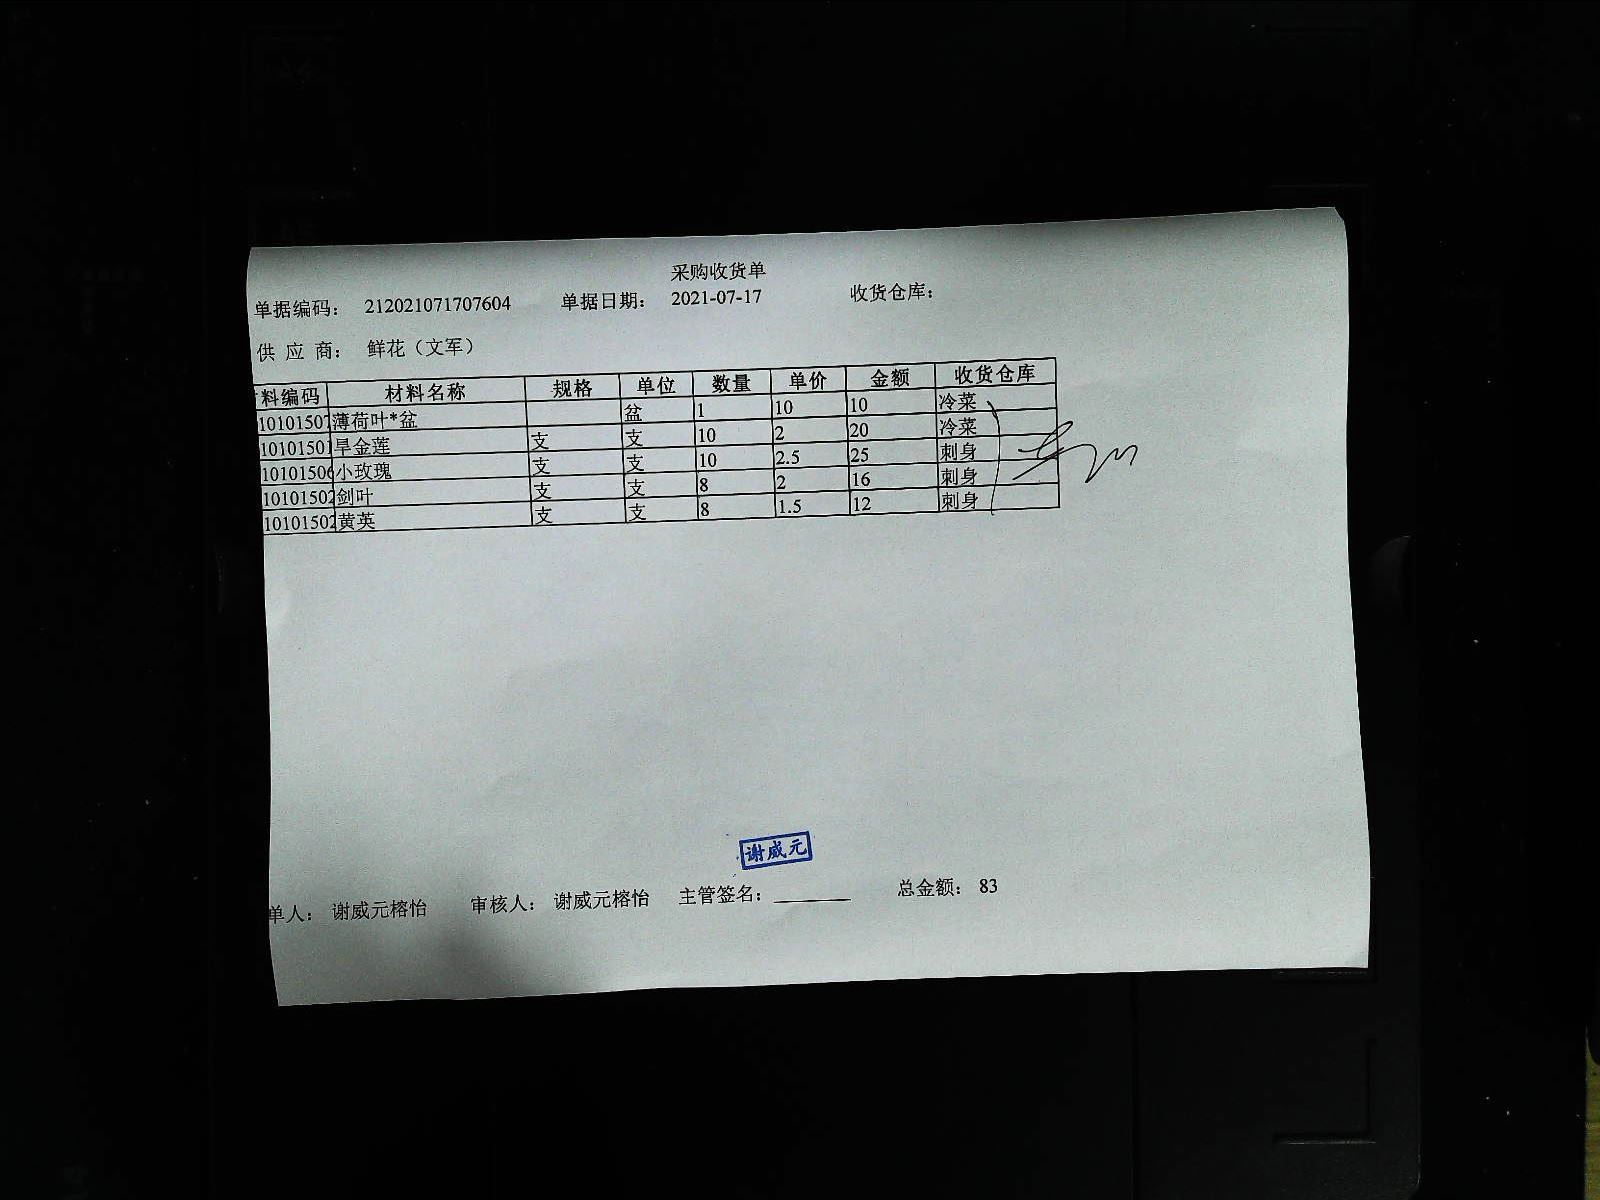 采购收货单
单据编码： 212021071707604 单据日期： 2021-07-17 收货仓库：
供 应 商： 鲜花（文军）
料编码 材料名称 规格 单位 数量 单价 金额 收货仓库
10101507 薄荷叶*盆 盆 1 10 10 冷菜
10101501 旱金莲 支 支 10 2 20 冷菜
10101506 小玫瑰 支 支 10 2.5 25 刺身
10101502 剑叶 支 支 8 2 16 刺身
10101502 黄英 支 支 8 1.5 12 刺身
谢威元
单人： 谢威元榕怡 审核人： 谢威元榕怡 主管签名： 总金额： 83